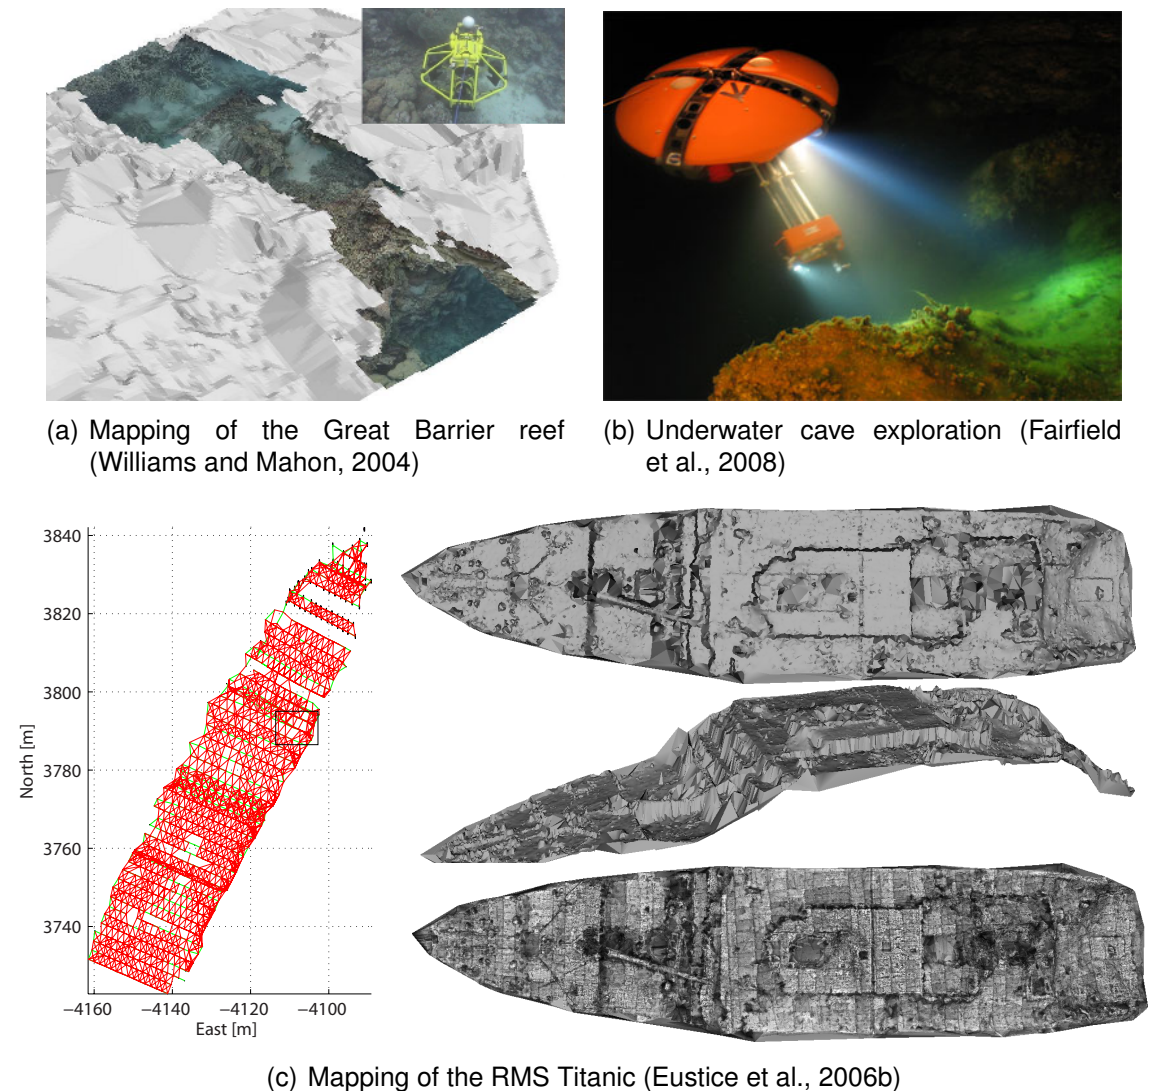 (a) Mapping of the Great Barrier reef
(Williams and Mahon, 2004)
(b) Underwater cave exploration (Fairfield
et al., 2008)
3840
3820
3800
3780
3760
3740
North [m]
−4160 −4140 −4120 −4100
East [m]
(c) Mapping of the RMS Titanic (Eustice et al., 2006b)